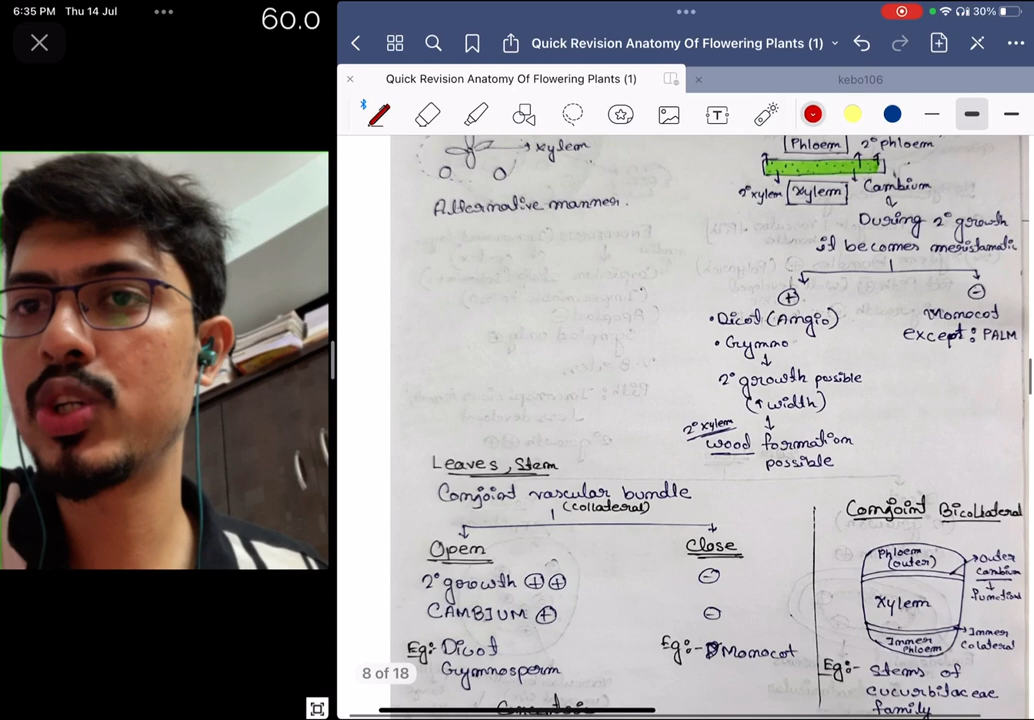 6:35 PM Thu 14 Jul
60.0
30%
Quick Revision Anatomy Of Flowering Plants (1)
Quick Revision Anatomy Of Flowering Plants (1)
kebo106
T
xylem
Alternative manner.
Phloem 2° phloem
2° xylem Xylem Cambium
During 2° growth
it becomes meristamatic
+
-
• Dicot (Angio)
• Gymno
Monocot
except: PALM
2° growth possible
(↑ width)
2° xylem
wood formation
possible
Leaves, Stem
Conjoint vascular bundle
(collateral)
Open
Close
2° growth + +
-
CAMBIUM +
-
Eg:- Dicot
Gymnosperm
Eg:- Monocot
Conjoint Bicollateral
Phloem
(outer)
Outer
Cambium
Xylem
Inner
Phloem
Inner
Colateral
Eg:- Stems of
cucurbitaceae
family
8 of 18